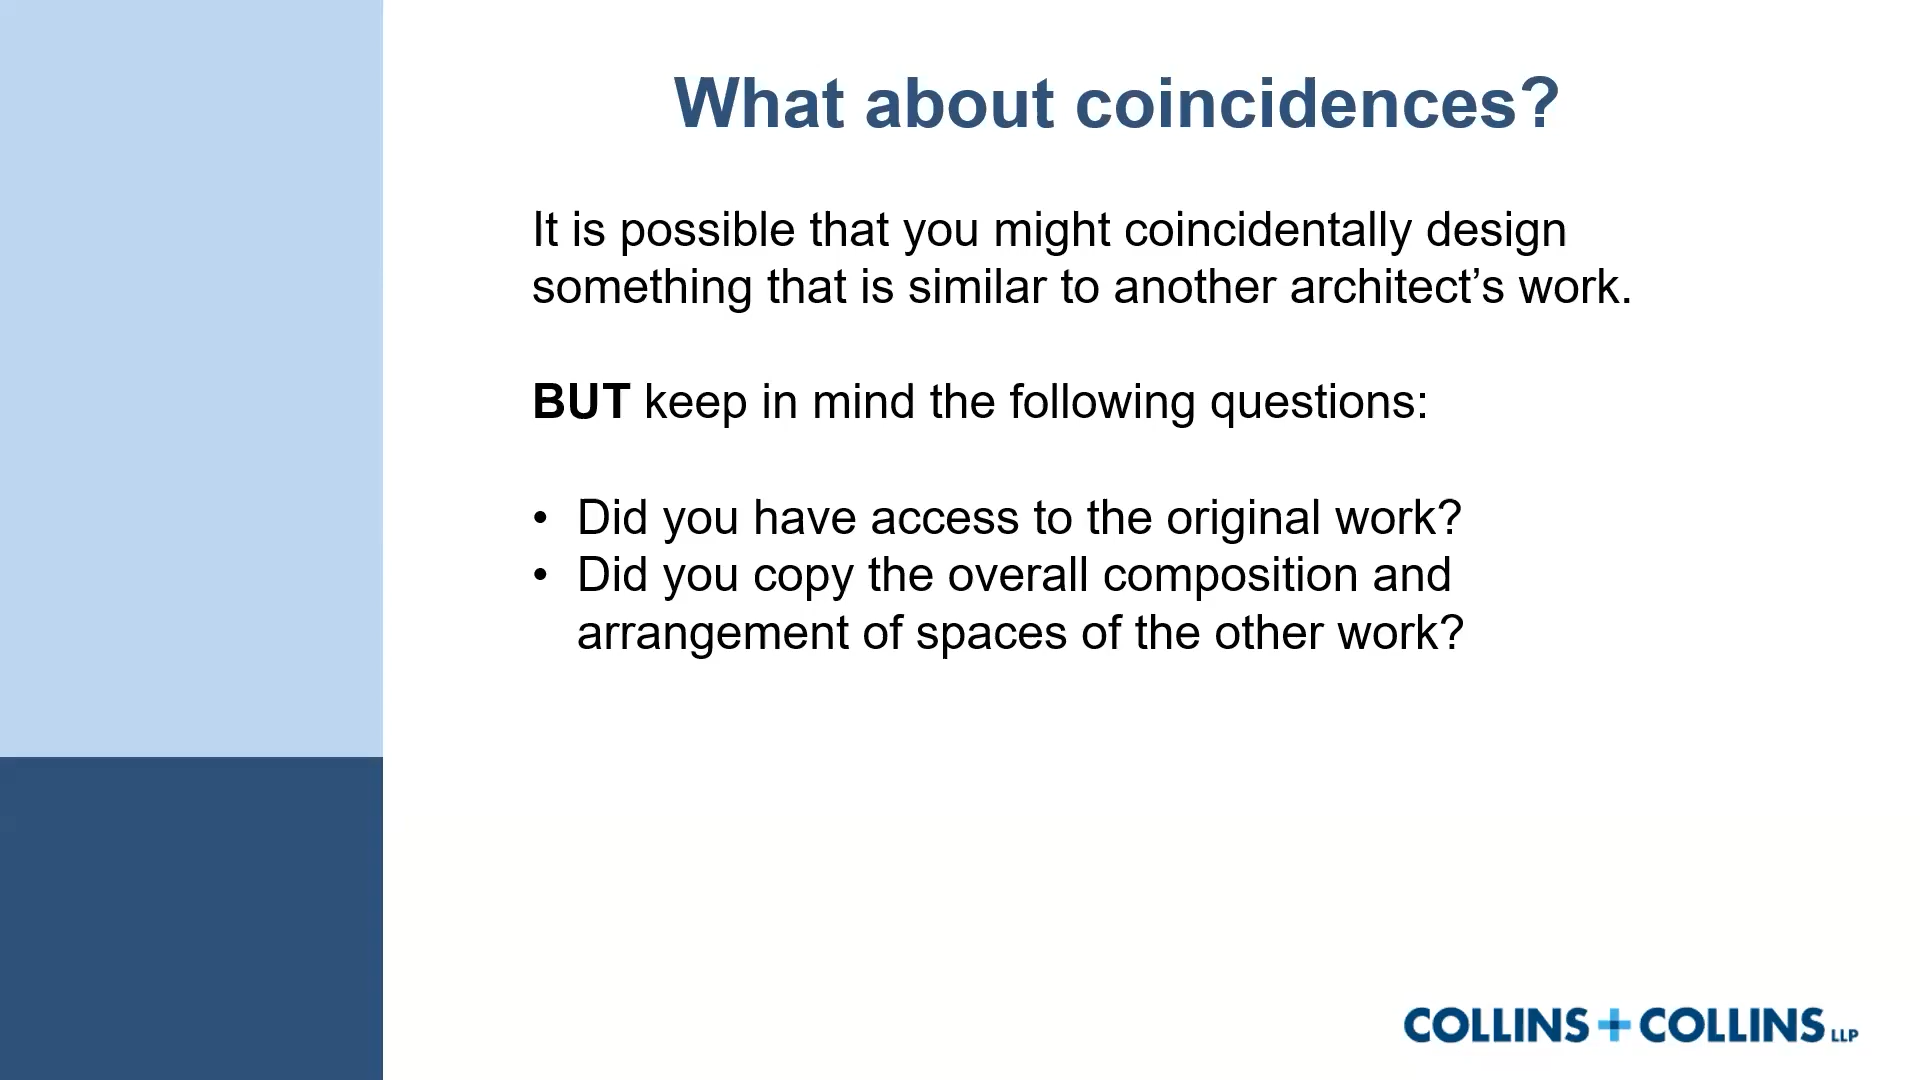 What about coincidences?
It is possible that you might coincidentally design
something that is similar to another architect’s work.
BUT keep in mind the following questions:
• Did you have access to the original work?
• Did you copy the overall composition and
arrangement of spaces of the other work?
COLLINS + COLLINS LLP